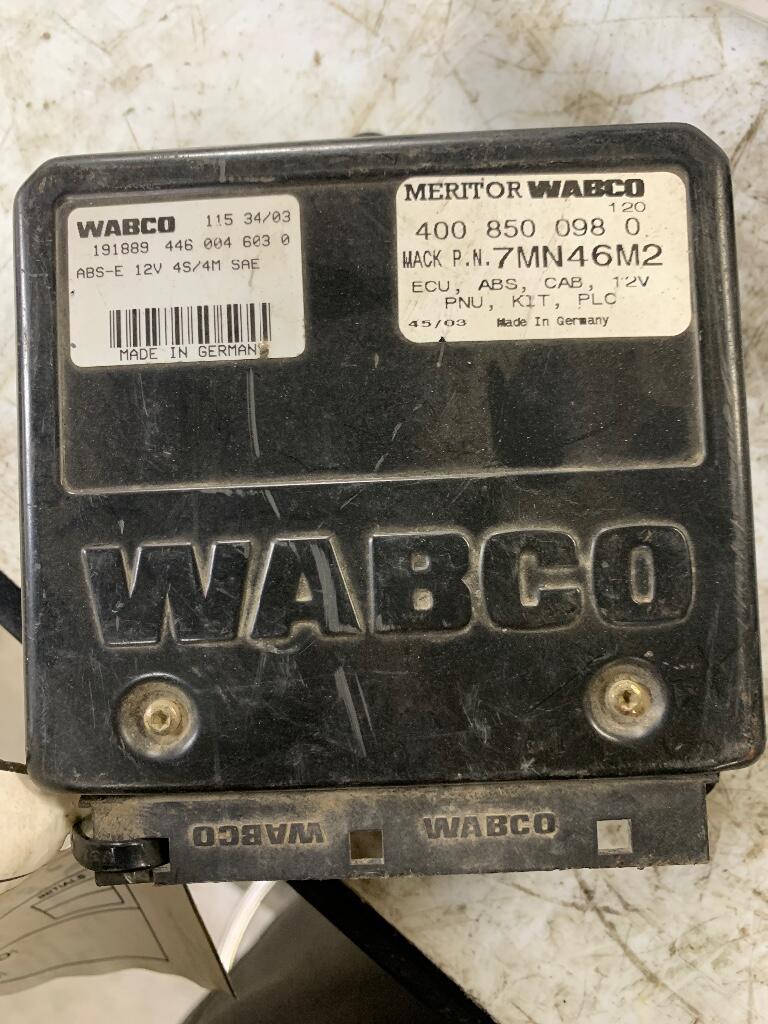 WABCO 115 34/03
191889 446 004 603 0
ABS-E 12V 4S/4M SAE
MADE IN GERMANY
MERITOR WABCO
120
400 850 098 0
MACK P.N. 7MN46M2
ECU, ABS, CAB, 12V
PNU, KIT, PLC
45/03 Made In Germany
WABCO
WABCO WABCO